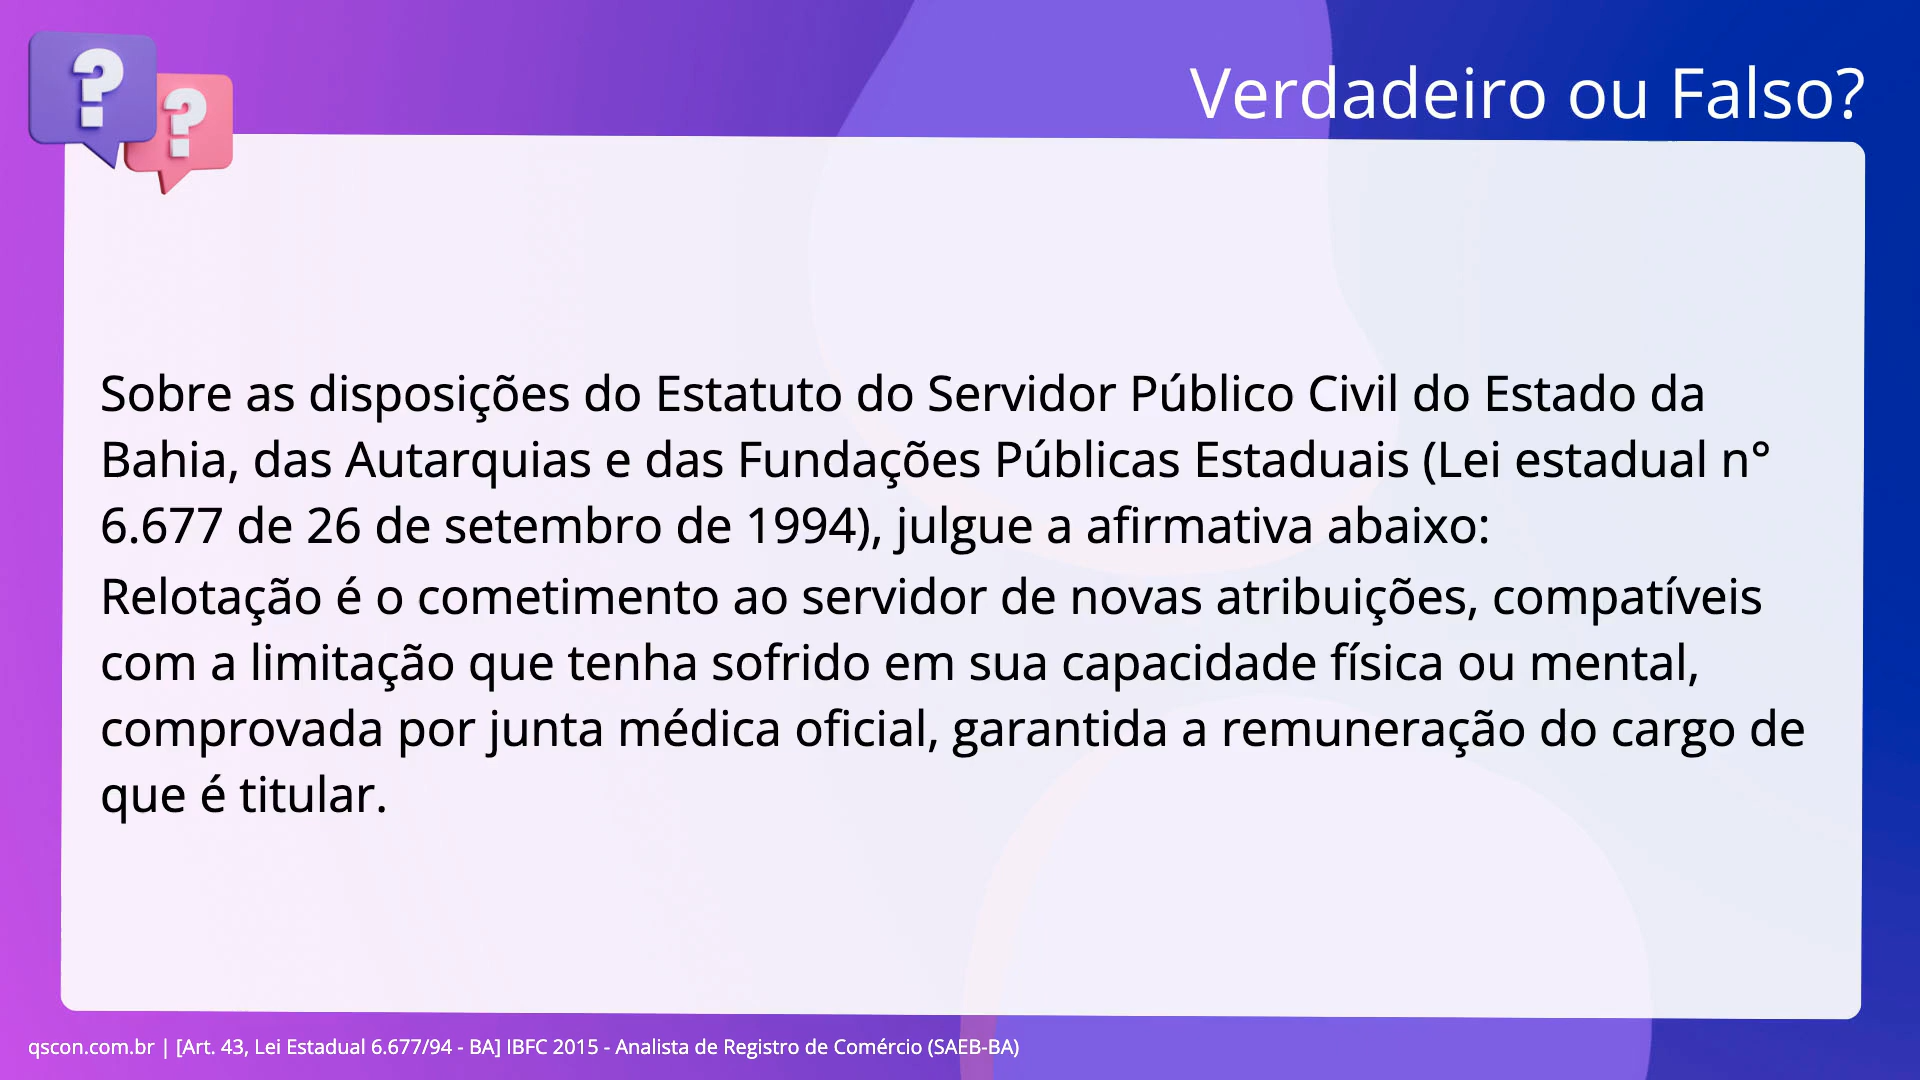 Verdadeiro ou Falso?
Sobre as disposições do Estatuto do Servidor Público Civil do Estado da
Bahia, das Autarquias e das Fundações Públicas Estaduais (Lei estadual n°
6.677 de 26 de setembro de 1994), julgue a afirmativa abaixo:
Relotação é o cometimento ao servidor de novas atribuições, compatíveis
com a limitação que tenha sofrido em sua capacidade física ou mental,
comprovada por junta médica oficial, garantida a remuneração do cargo de
que é titular.
qscon.com.br | [Art. 43, Lei Estadual 6.677/94 - BA] IBFC 2015 - Analista de Registro de Comércio (SAEB-BA)